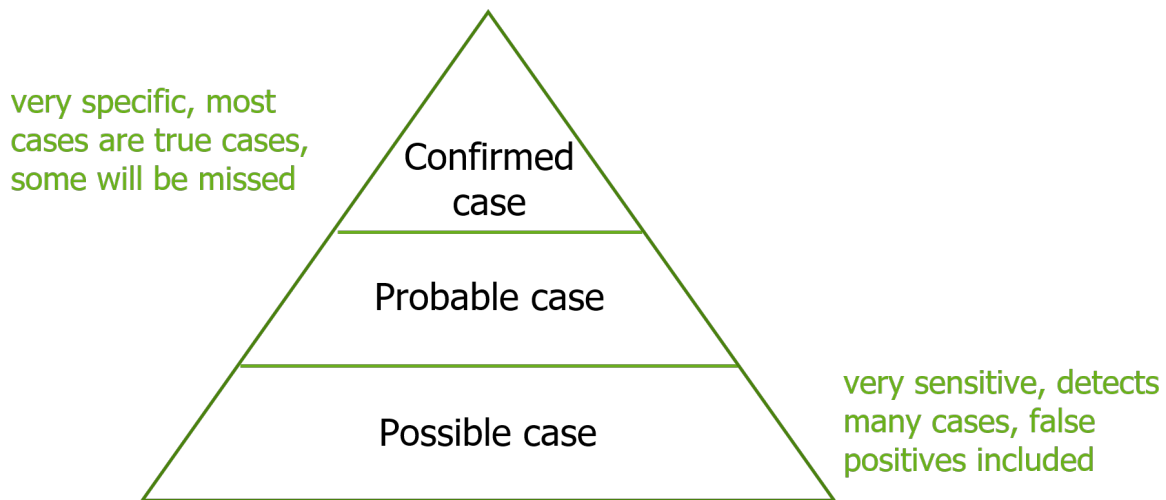 very specific, most
cases are true cases,
some will be missed
Confirmed
case
Probable case
Possible case
very sensitive, detects
many cases, false
positives included